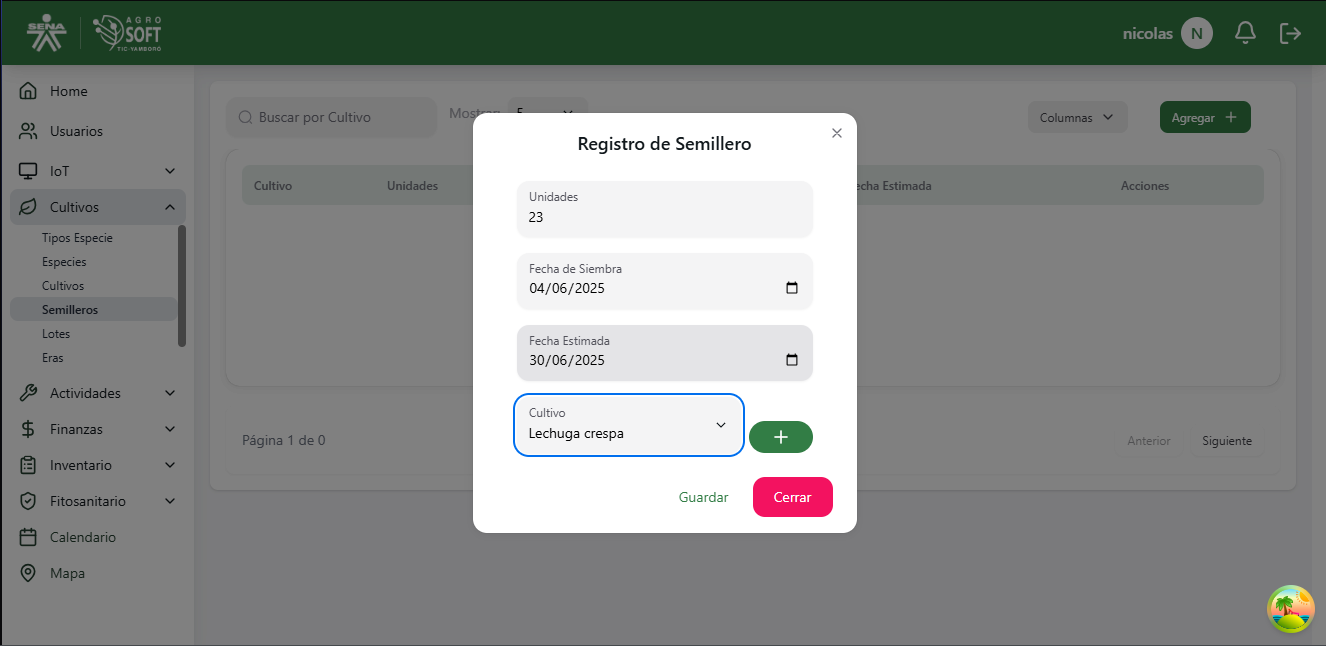 SENA
AGRO
SOFT
TIC-YAMBORÓ
nicolas
N
Home
Usuarios
IoT
Cultivos
Tipos Especie
Especies
Cultivos
Semilleros
Lotes
Eras
Actividades
Finanzas
Inventario
Fitosanitario
Calendario
Mapa
Buscar por Cultivo
Mostrar
5
Columnas
Agregar
Cultivo
Unidades
echa Estimada
Acciones
Página 1 de 0
Anterior
Siguiente
Registro de Semillero
Unidades
23
Fecha de Siembra
04/06/2025
Fecha Estimada
30/06/2025
Cultivo
Lechuga crespa
Guardar
Cerrar